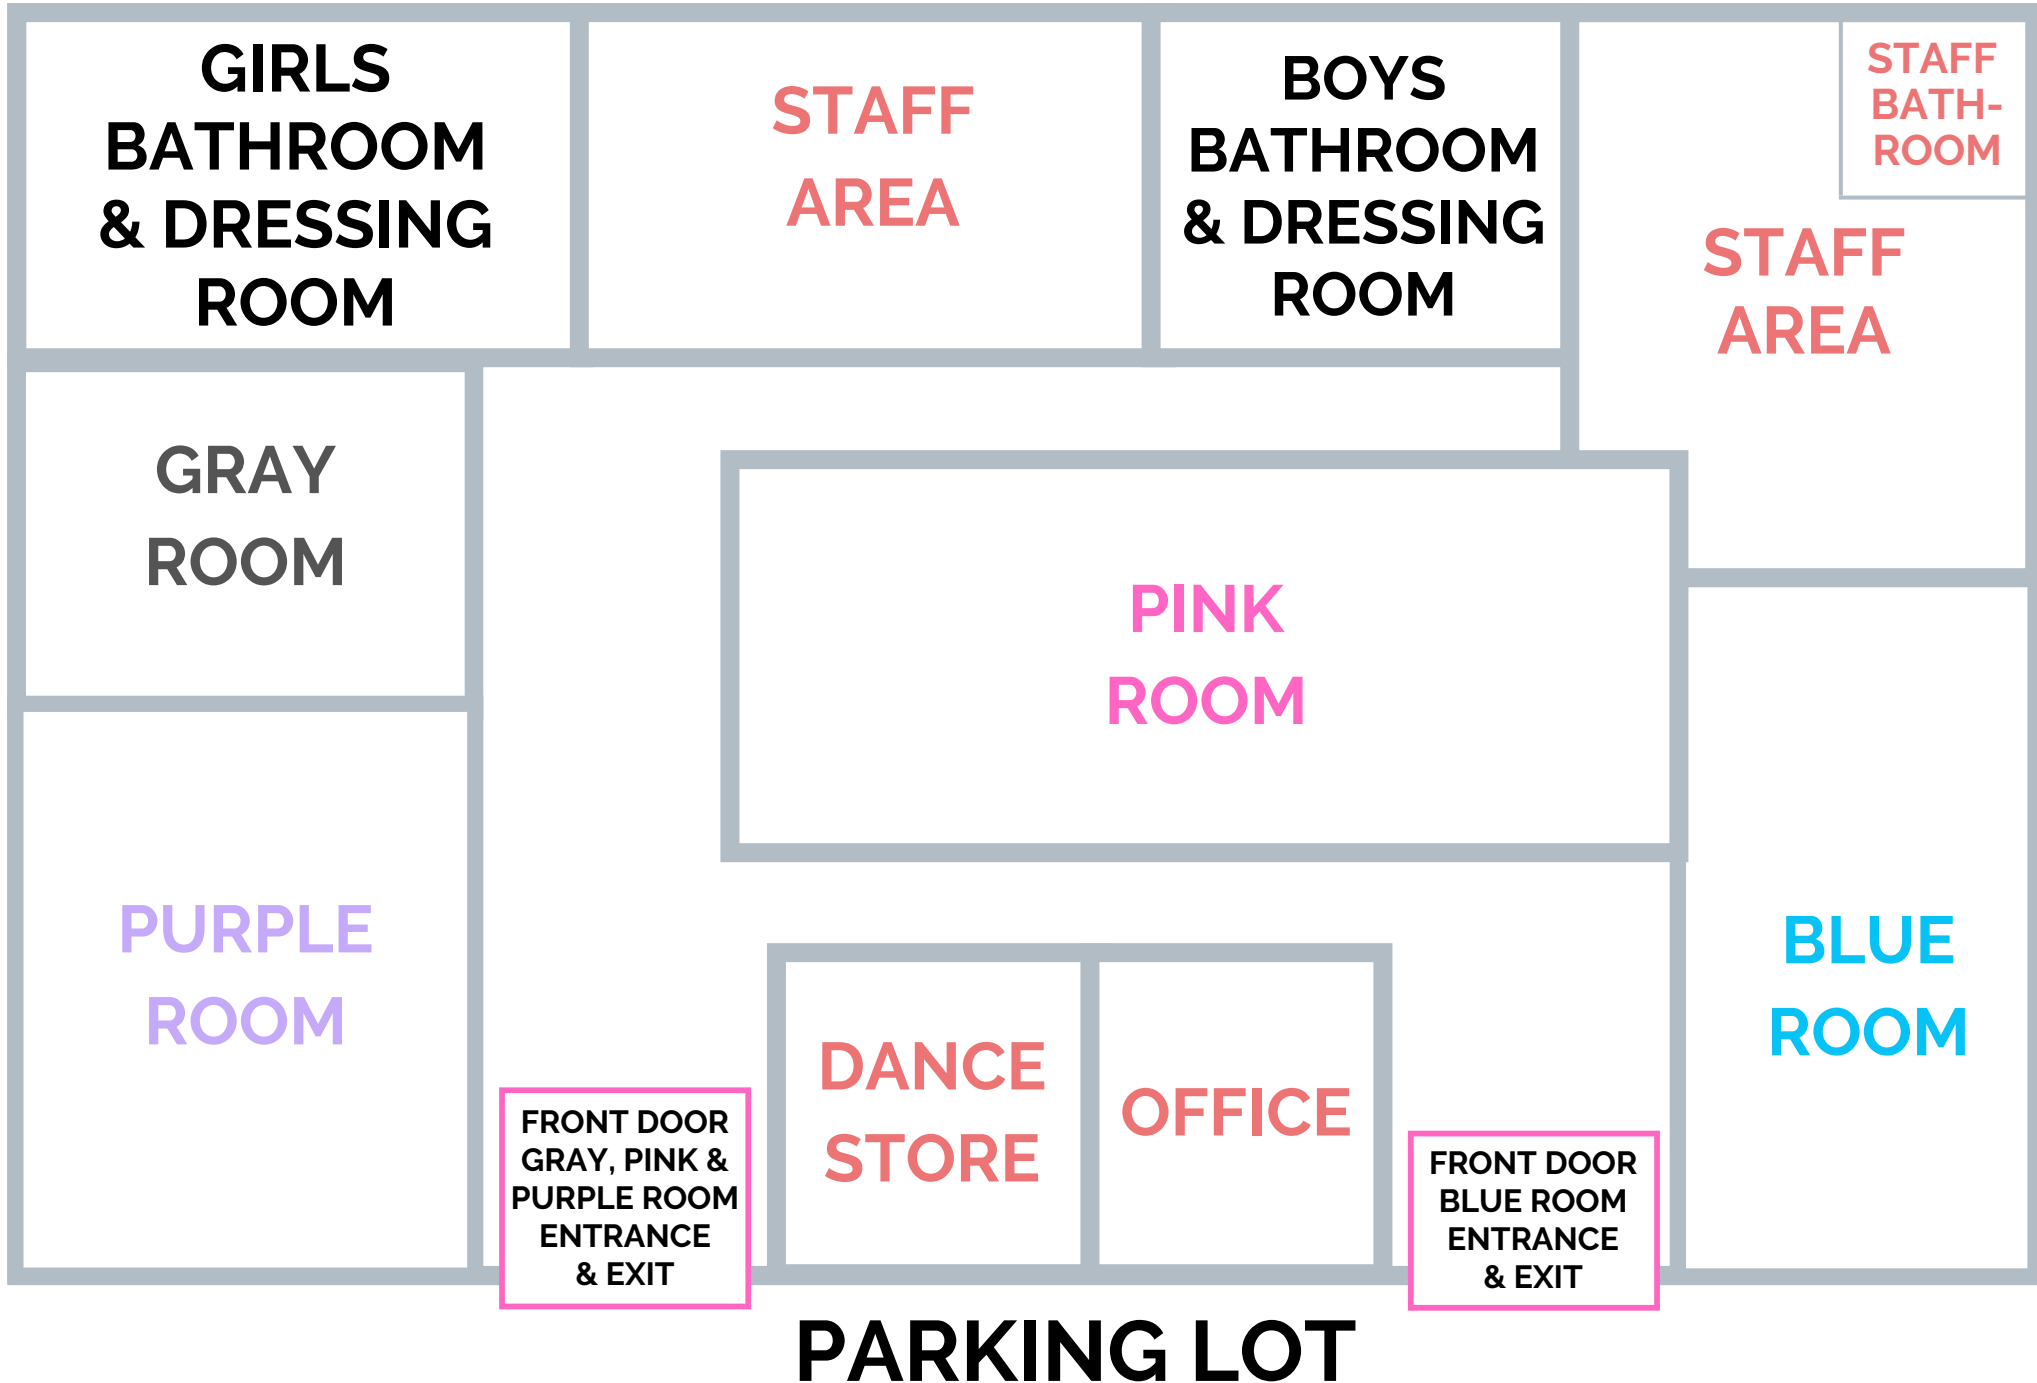 GIRLS
BATHROOM
& DRESSING
ROOM
STAFF
AREA
BOYS
BATHROOM
& DRESSING
ROOM
STAFF
BATH-
ROOM
STAFF
AREA
GRAY
ROOM
PINK
ROOM
PURPLE
ROOM
BLUE
ROOM
DANCE
STORE
OFFICE
FRONT DOOR
GRAY, PINK &
PURPLE ROOM
ENTRANCE
& EXIT
FRONT DOOR
BLUE ROOM
ENTRANCE
& EXIT
PARKING LOT